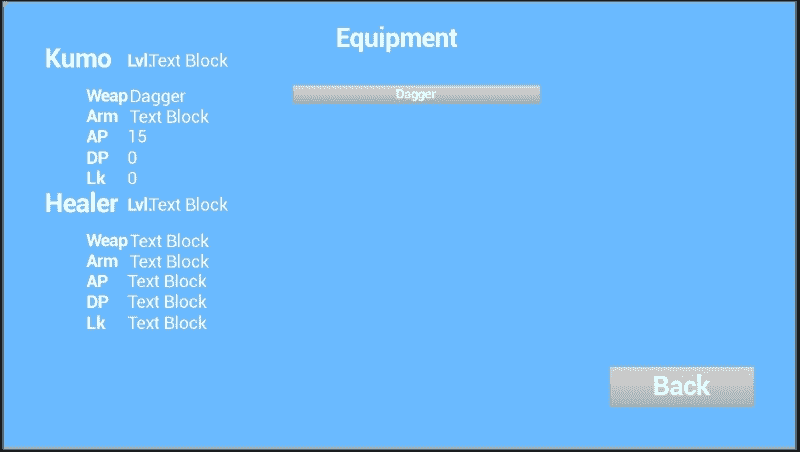 Equipment
Kumo Lvl.Text Block
Weap Dagger
Arm Text Block
AP 15
DP 0
Lk 0
Healer Lvl.Text Block
Weap Text Block
Arm Text Block
AP Text Block
DP Text Block
Lk Text Block
Dagger
Back